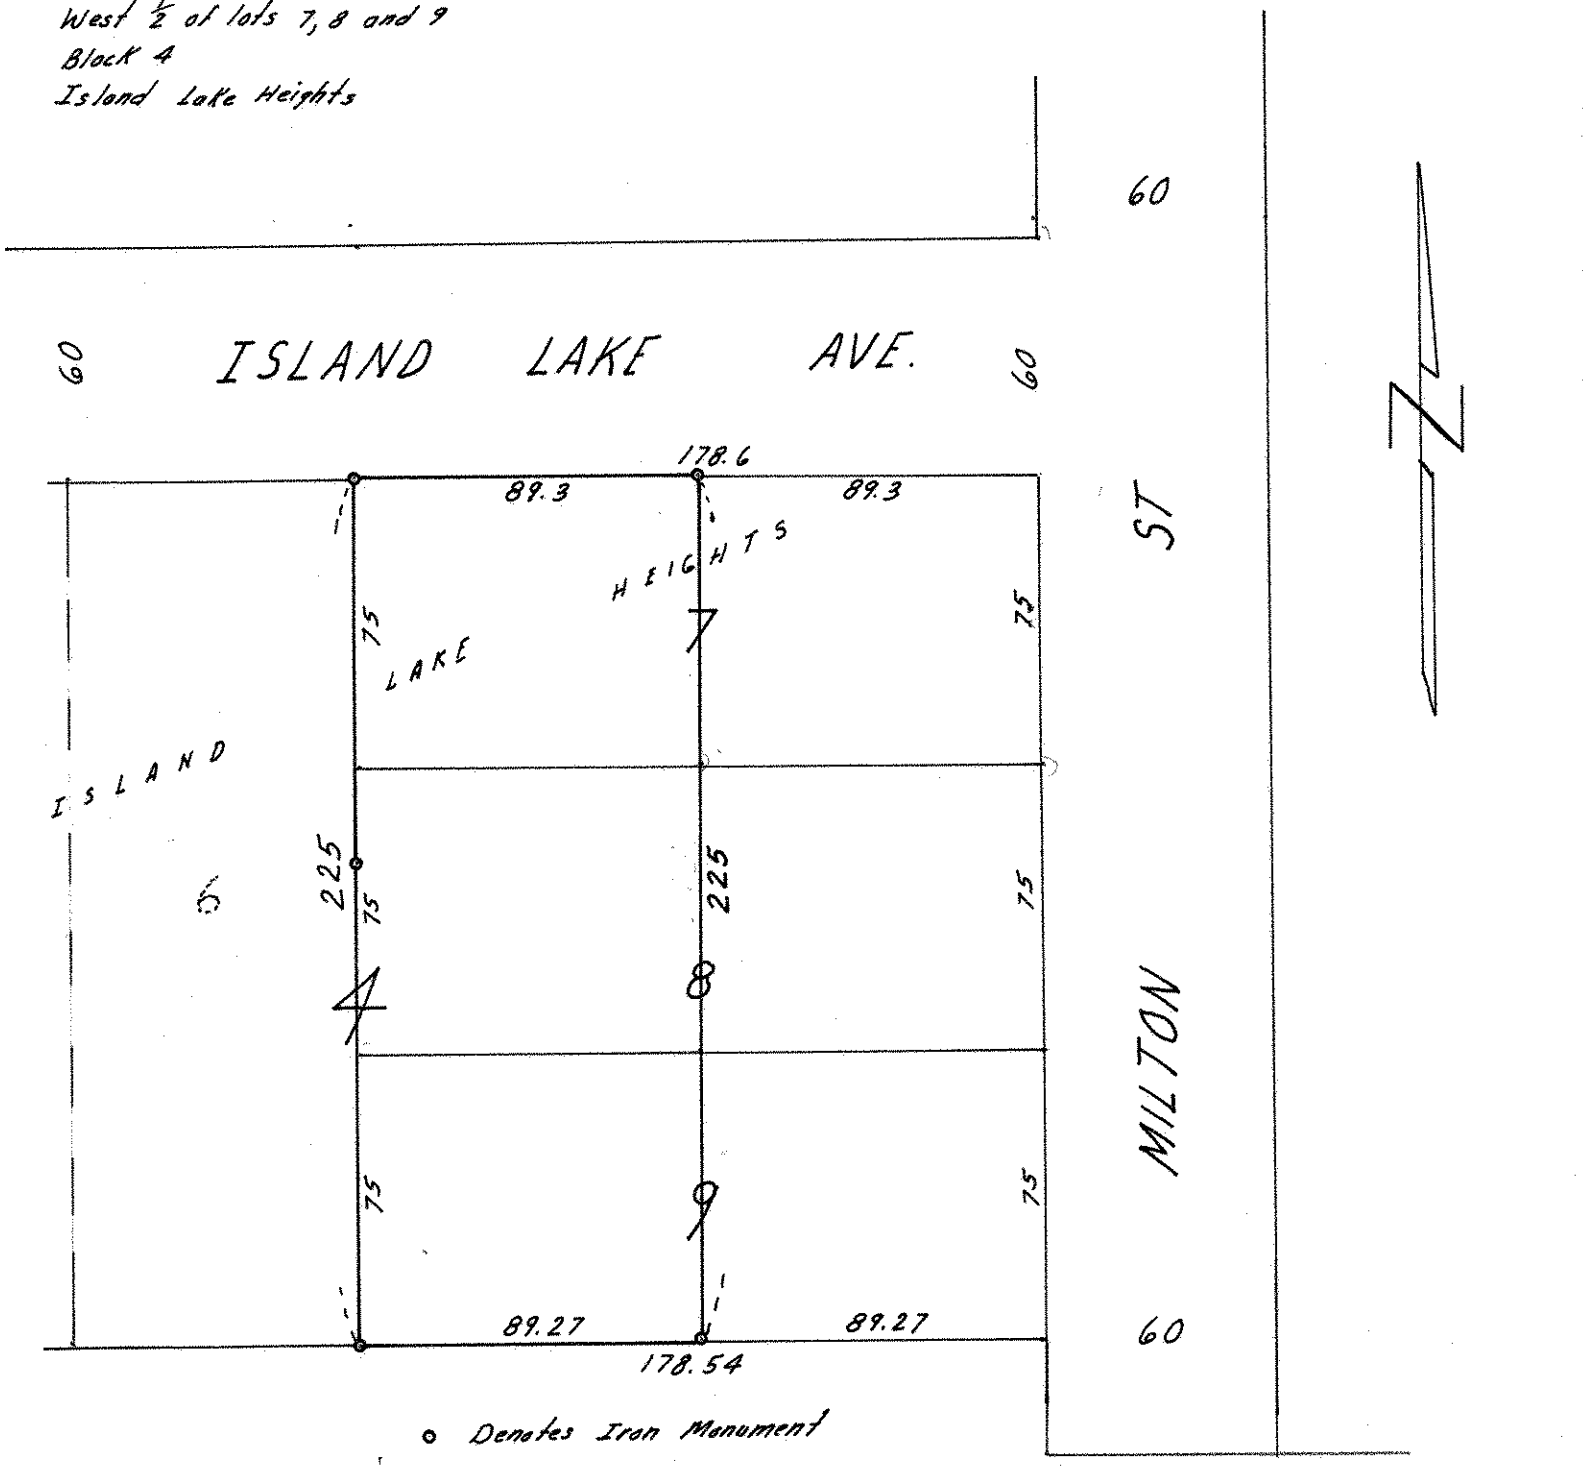 West ½ of lots 7, 8 and 9
Block 4
Island Lake Heights
60
60
ISLAND LAKE AVE.
60
178.6
89.3
89.3
ST
HEIGHTS
75
7
75
LAKE
ISLAND
225
75
6
225
75
4
8
MILTON
75
9
75
89.27
89.27
60
178.54
Denotes Iron Monument
N